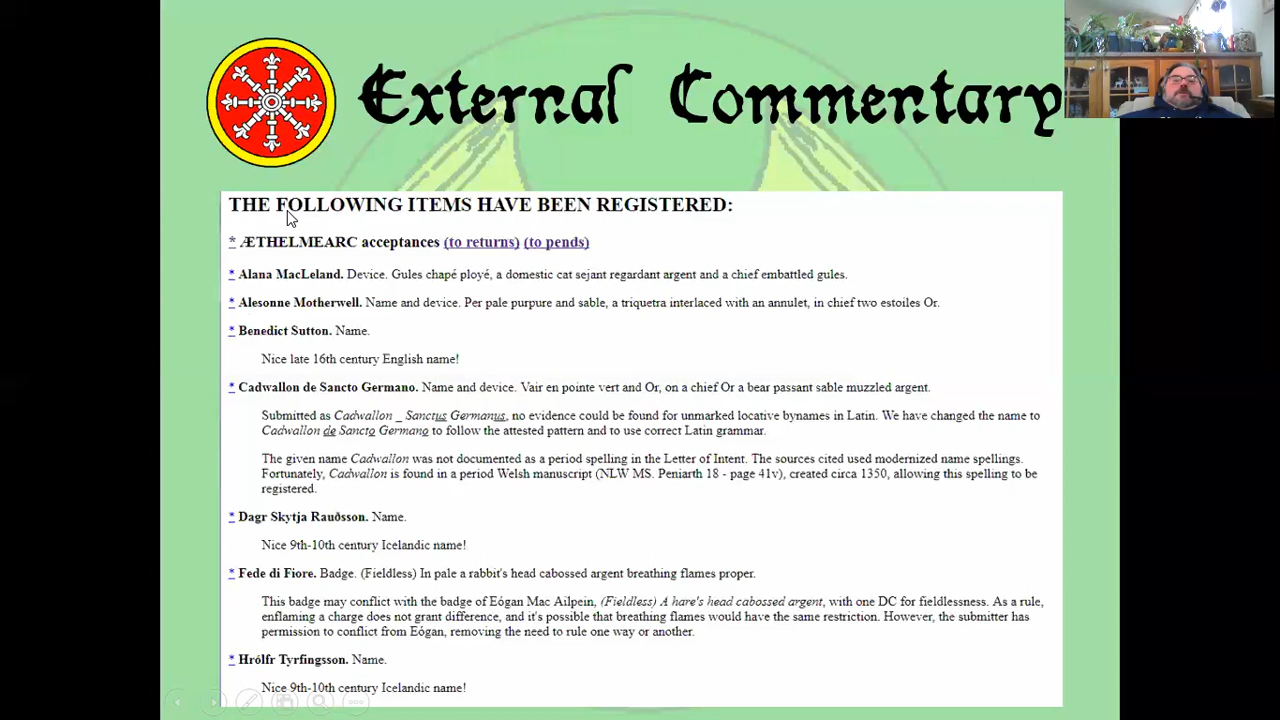 External Commentary
THE FOLLOWING ITEMS HAVE BEEN REGISTERED:
* ÆTHELMEARC acceptances (to returns) (to pends)
* Alana MacLeland. Device. Gules chapé ployé, a domestic cat sejant regardant argent and a chief embattled gules.
* Alesonne Motherwell. Name and device. Per pale purpure and sable, a triquetra interlaced with an annulet, in chief two estoiles Or.
* Benedict Sutton. Name.
Nice late 16th century English name!
* Cadwallon de Sancto Germano. Name and device. Vair en pointe vert and Or, on a chief Or a bear passant sable muzzled argent.
Submitted as Cadwallon _ Sanctus Germanus, no evidence could be found for unmarked locative bynames in Latin. We have changed the name to
Cadwallon de Sancto Germano to follow the attested pattern and to use correct Latin grammar.
The given name Cadwallon was not documented as a period spelling in the Letter of Intent. The sources cited used modernized name spellings.
Fortunately, Cadwallon is found in a period Welsh manuscript (NLW MS. Peniarth 18 - page 41v), created circa 1350, allowing this spelling to be
registered.
* Dagr Skytja Rauðsson. Name.
Nice 9th-10th century Icelandic name!
* Fede di Fiore. Badge. (Fieldless) In pale a rabbit's head cabossed argent breathing flames proper.
This badge may conflict with the badge of Eógan Mac Ailpein, (Fieldless) A hare's head cabossed argent, with one DC for fieldlessness. As a rule,
enflaming a charge does not grant difference, and it's possible that breathing flames would have the same restriction. However, the submitter has
permission to conflict from Eógan, removing the need to rule one way or another.
* Hrólfr Tyrfingsson. Name.
Nice 9th-10th century Icelandic name!